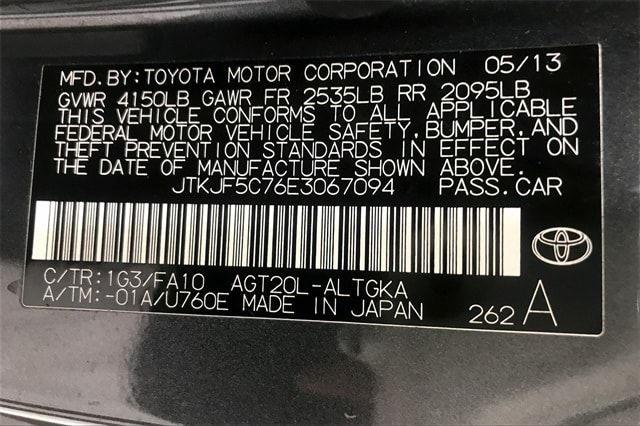 MFD.BY:TOYOTA MOTOR CORPORATION 05/13
GVWR 4150LB GAWR FR 2535LB RR 2095LB
THIS VEHICLE CONFORMS TO ALL APPLICABLE
FEDERAL MOTOR VEHICLE SAFETY,BUMPER,AND
THEFT PREVENTION STANDARDS IN EFFECT ON
THE DATE OF MANUFACTURE SHOWN ABOVE.
JTKJF5C76E3067094 PASS.CAR
C/TR:1G3/FA10 AGT20L-ALTGKA
A/TM:-01A/U760E MADE IN JAPAN 262 A